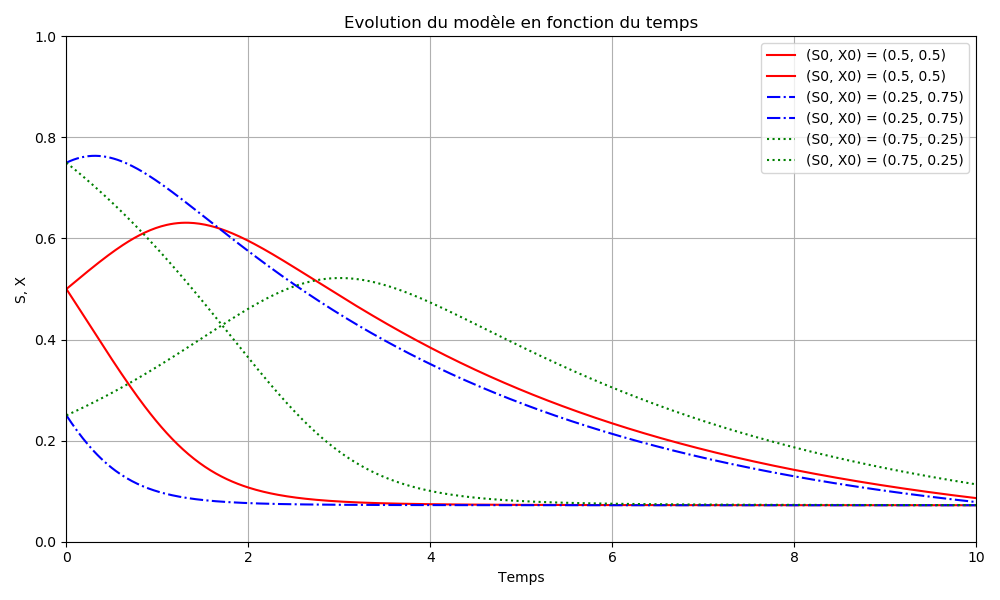 Evolution du modèle en fonction du temps
(S0, X0) = (0.5, 0.5)
(S0, X0) = (0.5, 0.5)
(S0, X0) = (0.25, 0.75)
(S0, X0) = (0.25, 0.75)
(S0, X0) = (0.75, 0.25)
(S0, X0) = (0.75, 0.25)
S, X
1.0
0.8
0.6
0.4
0.2
0.0
0 2 4 6 8 10
Temps